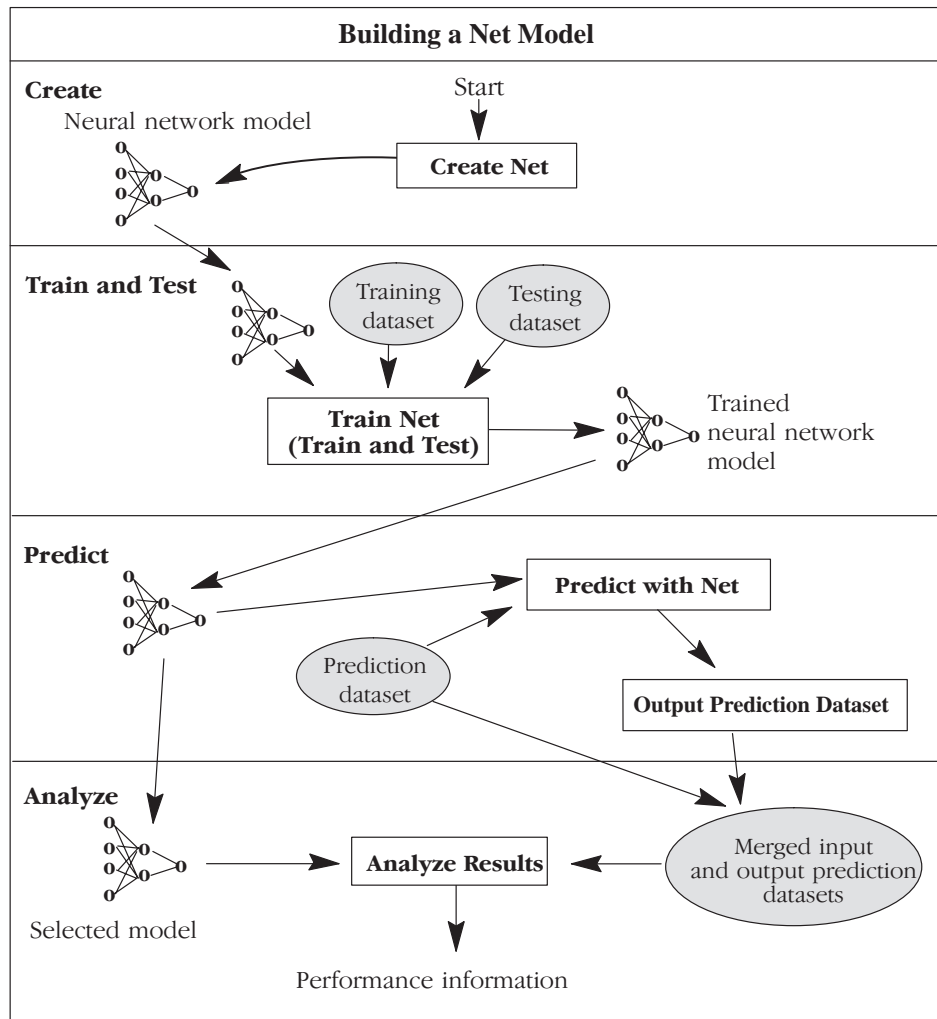 Building a Net Model
Create
Start
Neural network model
Create Net
Train and Test
Training
dataset
Testing
dataset
Train Net
(Train and Test)
Trained
neural network
model
Predict
Predict with Net
Prediction
dataset
Output Prediction Dataset
Analyze
Analyze Results
Merged input
and output prediction
datasets
Selected model
Performance information